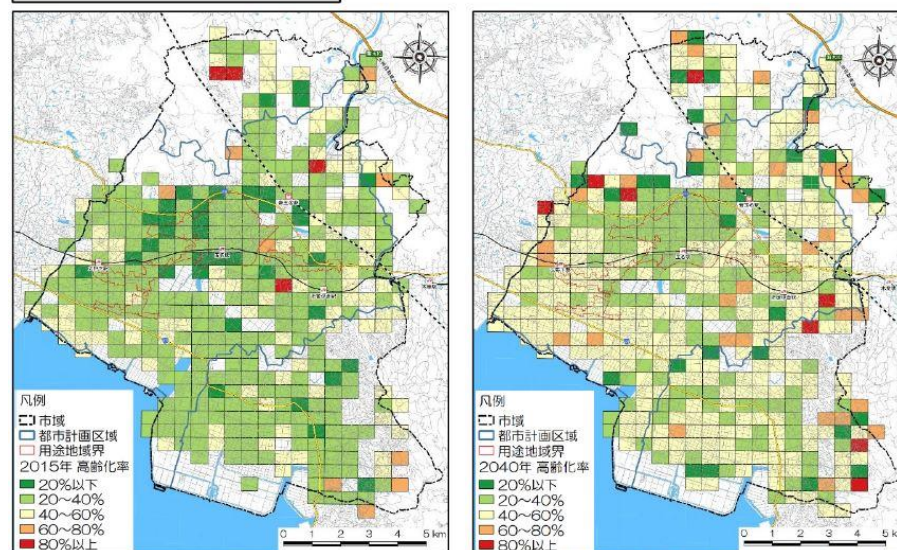 N
凡例
市域
都市計画区域
用途地域界
2015年 高齢化率
20%以下
20～40%
40～60%
60～80%
80%以上
0 1 2 3 4 5 km
N
凡例
市域
都市計画区域
用途地域界
2040年 高齢化率
20%以下
20～40%
40～60%
60～80%
80%以上
0 1 2 3 4 5 k